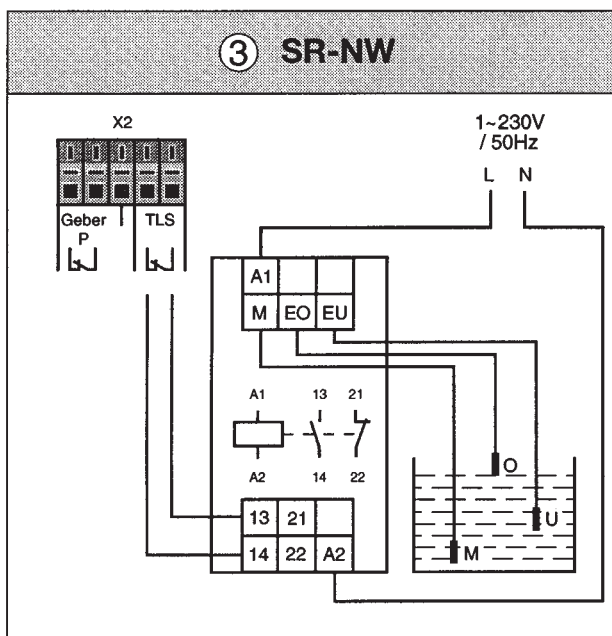 ③ SR-NW
X2
1~230V
/ 50Hz
L N
Geber
P
TLS
A1
M EO EU
A1 13 21
A2 14 22
13 21
14 22 A2
O
U
M